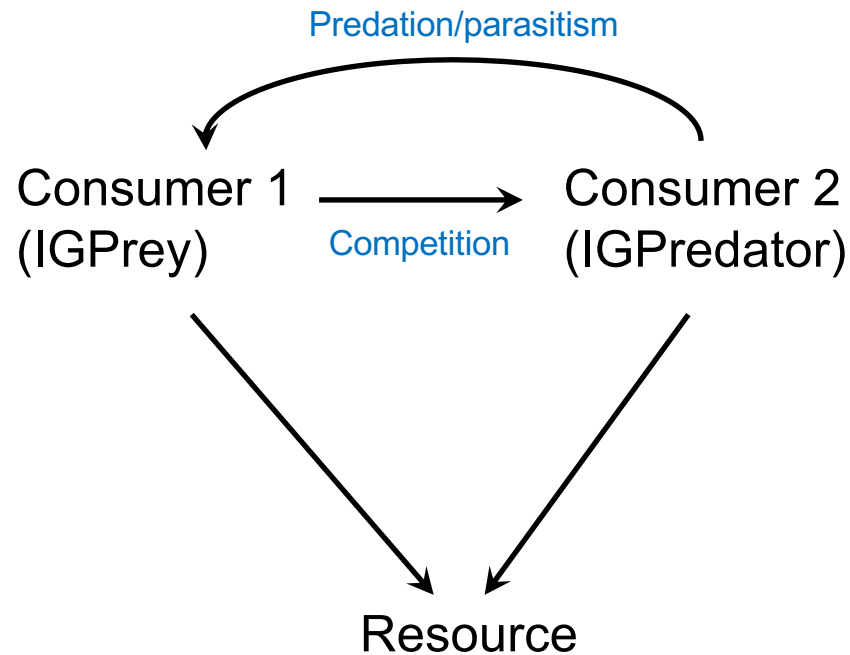 Predation/parasitism
Consumer 1
(IGPrey)
Competition
Consumer 2
(IGPredator)
Resource